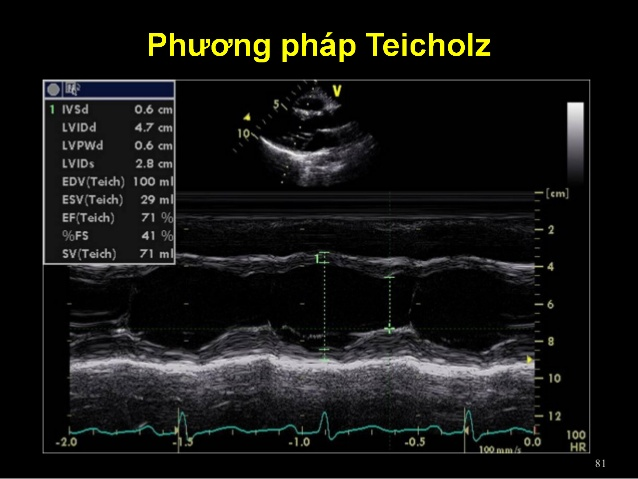 Phương pháp Teicholz
V
5
10
1 IVSd 0.6 cm
LVIDd 4.7 cm
LVPWd 0.6 cm
LVIDs 2.8 cm
EDV(Teich) 100 ml
ESV(Teich) 29 ml
EF(Teich) 71 %
%FS 41 %
SV(Teich) 71 ml
[cm]
2
4
1
6
8
10
12
-2.0 -1.5 -1.0 -0.5 0.0
100 mm/s
100
HR
81